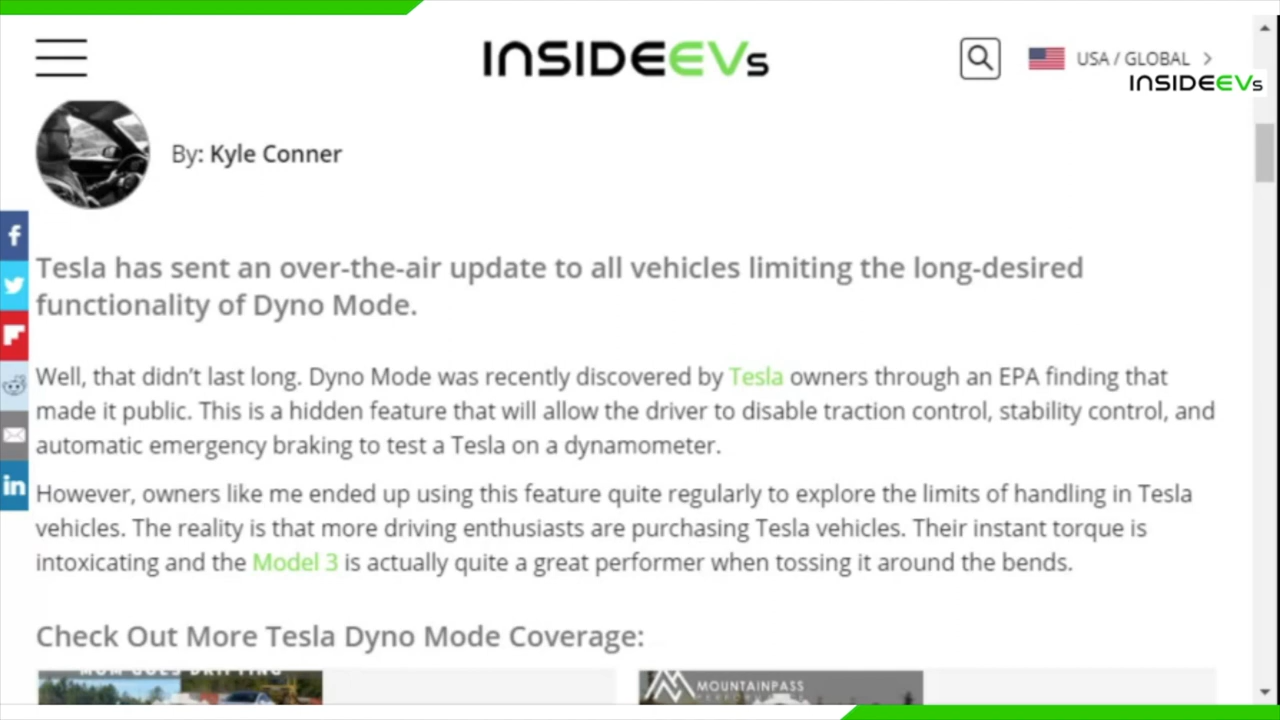 INSIDEEVs
USA / GLOBAL
INSIDEEVs
By: Kyle Conner
Tesla has sent an over-the-air update to all vehicles limiting the long-desired
functionality of Dyno Mode.
Well, that didn't last long. Dyno Mode was recently discovered by Tesla owners through an EPA finding that
made it public. This is a hidden feature that will allow the driver to disable traction control, stability control, and
automatic emergency braking to test a Tesla on a dynamometer.
However, owners like me ended up using this feature quite regularly to explore the limits of handling in Tesla
vehicles. The reality is that more driving enthusiasts are purchasing Tesla vehicles. Their instant torque is
intoxicating and the Model 3 is actually quite a great performer when tossing it around the bends.
Check Out More Tesla Dyno Mode Coverage:
MOM GOES DRIFTING
MOUNTAINPASS
PERFORMANCE